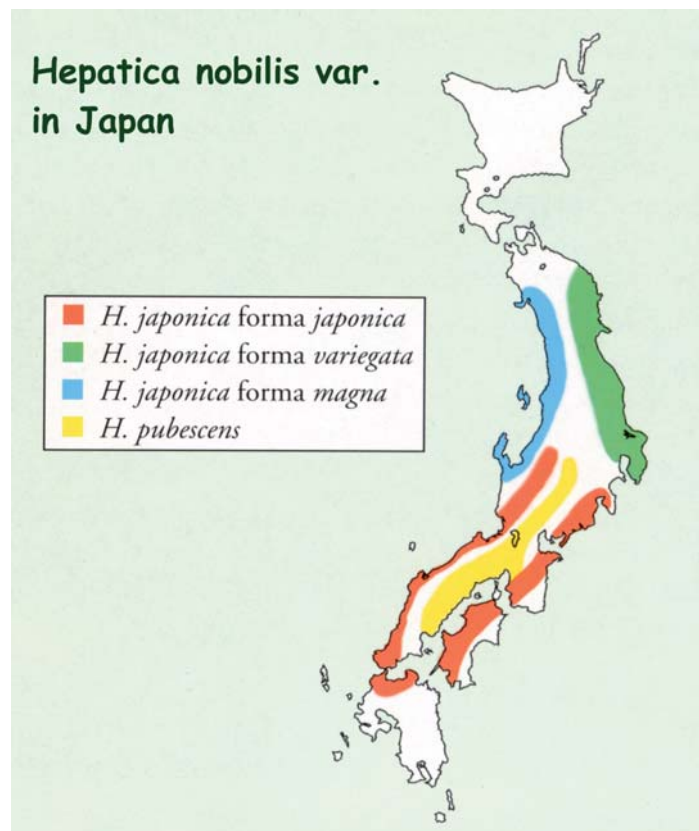 Hepatica nobilis var.
in Japan
H. japonica forma japonica
H. japonica forma variegata
H. japonica forma magna
H. pubescens